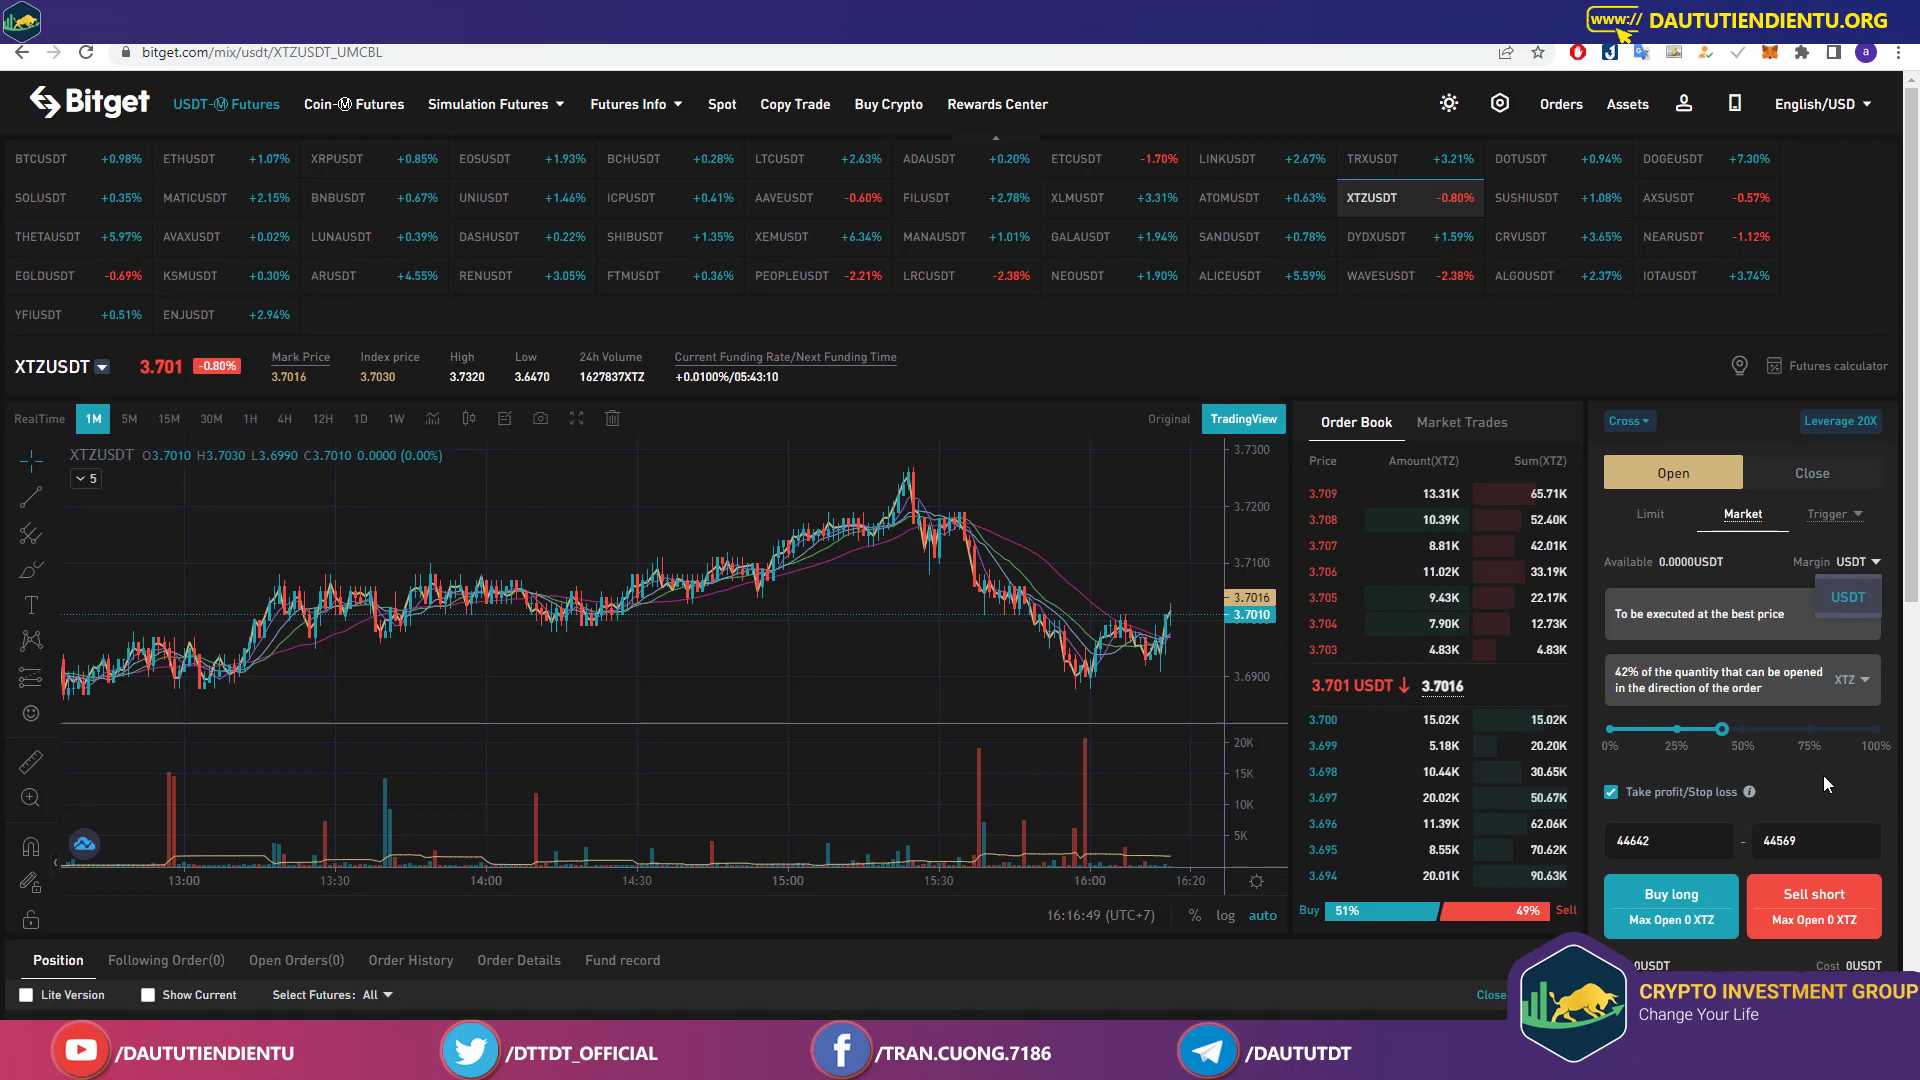 www:// DAUTUTIENDIENTU.ORG
bitget.com/mix/usdt/XTZUSDT_UMCBL
a
Bitget USDT-Ⓜ Futures Coin-Ⓜ Futures Simulation Futures Futures Info Spot Copy Trade Buy Crypto Rewards Center Orders Assets English/USD
BTCUSDT +0.98% ETHUSDT +1.07% XRPUSDT +0.85% EOSUSDT +1.93% BCHUSDT +0.28% LTCUSDT +2.63% ADAUSDT +0.20% ETCUSDT -1.70% LINKUSDT +2.67% TRXUSDT +3.21% DOTUSDT +0.94% DOGEUSDT +7.30%
SOLUSDT +0.35% MATICUSDT +2.15% BNBUSDT +0.67% UNIUSDT +1.46% ICPUSDT +0.41% AAVEUSDT -0.60% FILUSDT +2.78% XLMUSDT +3.31% ATOMUSDT +0.63% XTZUSDT -0.80% SUSHIUSDT +1.08% AXSUSDT -0.57%
THETAUSDT +5.97% AVAXUSDT +0.02% LUNAUSDT +0.39% DASHUSDT +0.22% SHIBUSDT +1.35% XEMUSDT +6.34% MANAUSDT +1.01% GALAUSDT +1.94% SANDUSDT +0.78% DYDXUSDT +1.59% CRVUSDT +3.65% NEARUSDT -1.12%
EGLDUSDT -0.69% KSMUSDT +0.30% ARUSDT +4.55% RENUSDT +3.05% FTMUSDT +0.36% PEOPLEUSDT -2.21% LRCUSDT -2.38% NEOUSDT +1.90% ALICEUSDT +5.59% WAVESUSDT -2.38% ALGOUSDT +2.37% IOTAUSDT +3.74%
YFIUSDT +0.51% ENJUSDT +2.94%
Mark Price Index price High Low 24h Volume Current Funding Rate/Next Funding Time
XTZUSDT 3.701 -0.80% Futures calculator
3.7016 3.7030 3.7320 3.6470 1627837XTZ +0.0100%/05:43:10
RealTime 1M 5M 15M 30M 1H 4H 12H 1D 1W Original TradingView
XTZUSDT O3.7010 H3.7030 L3.6990 C3.7010 0.0000 (0.00%)
5
3.7300
3.7200
3.7100
3.7016
3.7010
3.6900
20K
15K
10K
5K
13:00 13:30 14:00 14:30 15:00 15:30 16:00 16:20
16:16:49 (UTC+7) % log auto
Order Book Market Trades
Price Amount(XTZ) Sum(XTZ)
3.709 13.31K 65.71K
3.708 10.39K 52.40K
3.707 8.81K 42.01K
3.706 11.02K 33.19K
3.705 9.43K 22.17K
3.704 7.90K 12.73K
3.703 4.83K 4.83K
3.701 USDT 3.7016
3.700 15.02K 15.02K
3.699 5.18K 20.20K
3.698 10.44K 30.65K
3.697 20.02K 50.67K
3.696 11.39K 62.06K
3.695 8.55K 70.62K
3.694 20.01K 90.63K
Buy 51% 49% Sell
Cross Leverage 20X
Open Close
Limit Market Trigger
Available 0.0000USDT Margin USDT
USDT
To be executed at the best price
42% of the quantity that can be opened
in the direction of the order
XTZ
0% 25% 50% 75% 100%
Take profit/Stop loss
44642 - 44569
Buy long Sell short
Max Open 0 XTZ Max Open 0 XTZ
0USDT Cost 0USDT
Position Following Order(0) Open Orders(0) Order History Order Details Fund record
Lite Version Show Current Select Futures: All Close
CRYPTO INVESTMENT GROUP
Change Your Life
/DAUTUTIENDIENTU /DTTDT_OFFICIAL /TRAN.CUONG.7186 /DAUTUTDT